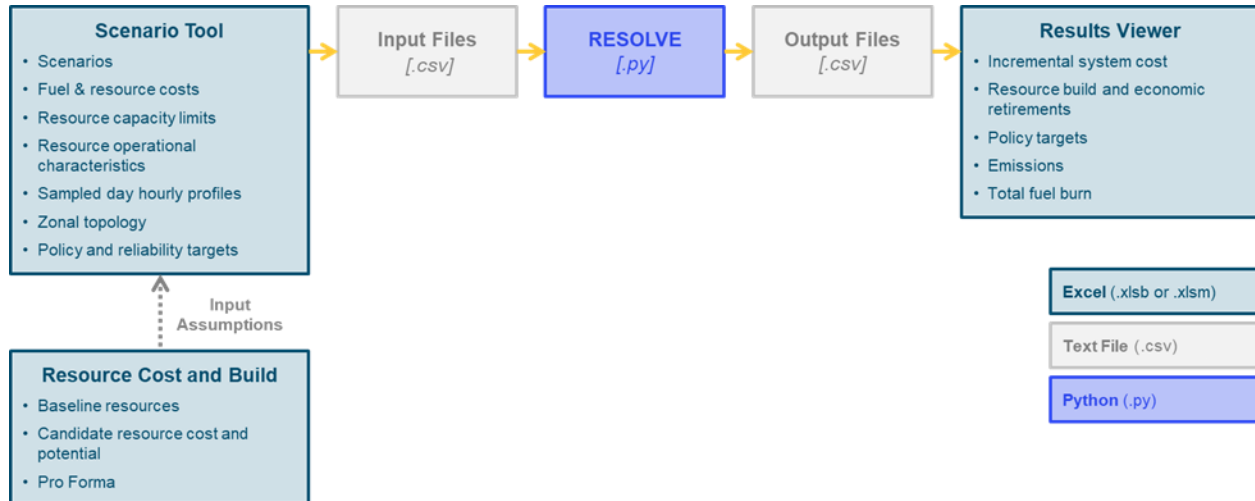 Scenario Tool
• Scenarios
• Fuel & resource costs
• Resource capacity limits
• Resource operational
characteristics
• Sampled day hourly profiles
• Zonal topology
• Policy and reliability targets
Input Files
[.csv]
RESOLVE
[.py]
Output Files
[.csv]
Results Viewer
• Incremental system cost
• Resource build and economic
retirements
• Policy targets
• Emissions
• Total fuel burn
Input
Assumptions
Resource Cost and Build
• Baseline resources
• Candidate resource cost and
potential
• Pro Forma
Excel (.xlsb or .xlsm)
Text File (.csv)
Python (.py)